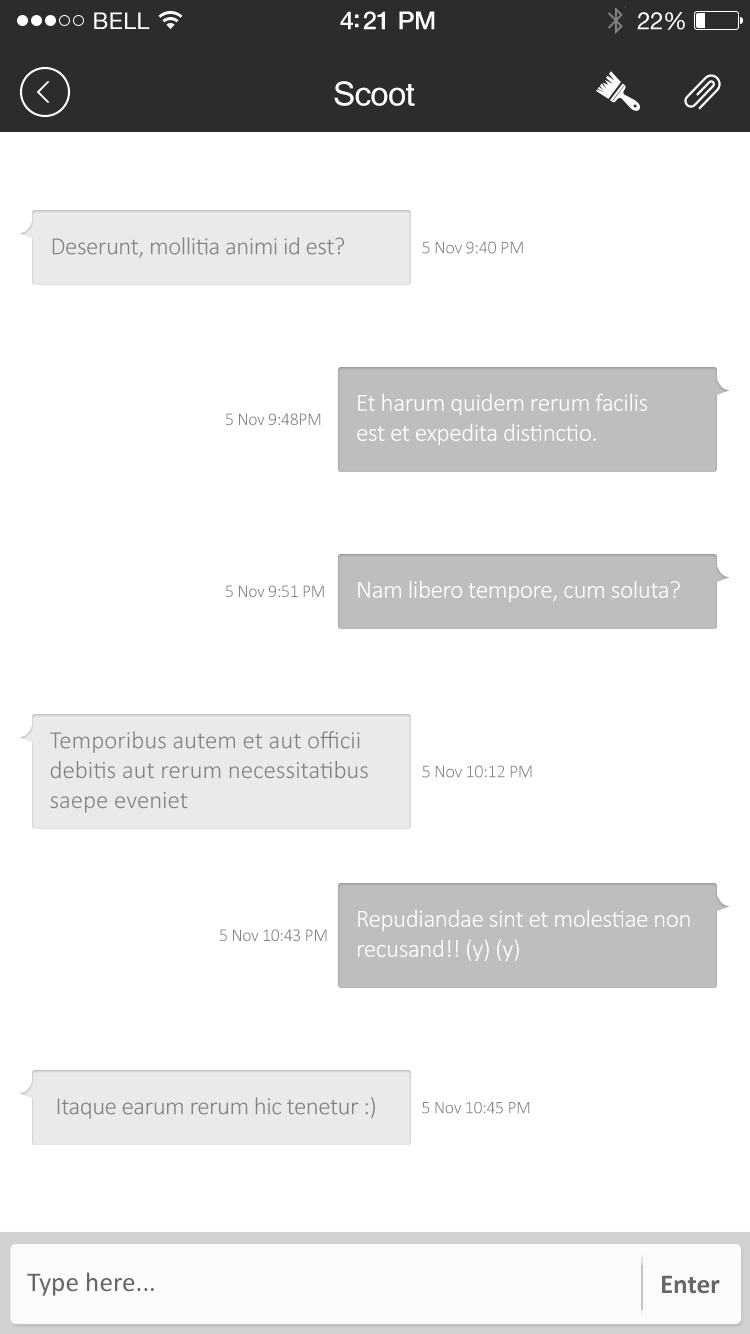 BELL 4:21 PM 22%
Scoot
Deserunt, mollitia animi id est?
5 Nov 9:40 PM
Et harum quidem rerum facilis
est et expedita distinctio.
5 Nov 9:48PM
5 Nov 9:51 PM
Nam libero tempore, cum soluta?
Temporibus autem et aut officii
debitis aut rerum necessitatibus
saepe eveniet
5 Nov 10:12 PM
Repudiandae sint et molestiae non
recusand!! (y) (y)
5 Nov 10:43 PM
Itaque earum rerum hic tenetur :)
5 Nov 10:45 PM
Type here...
Enter